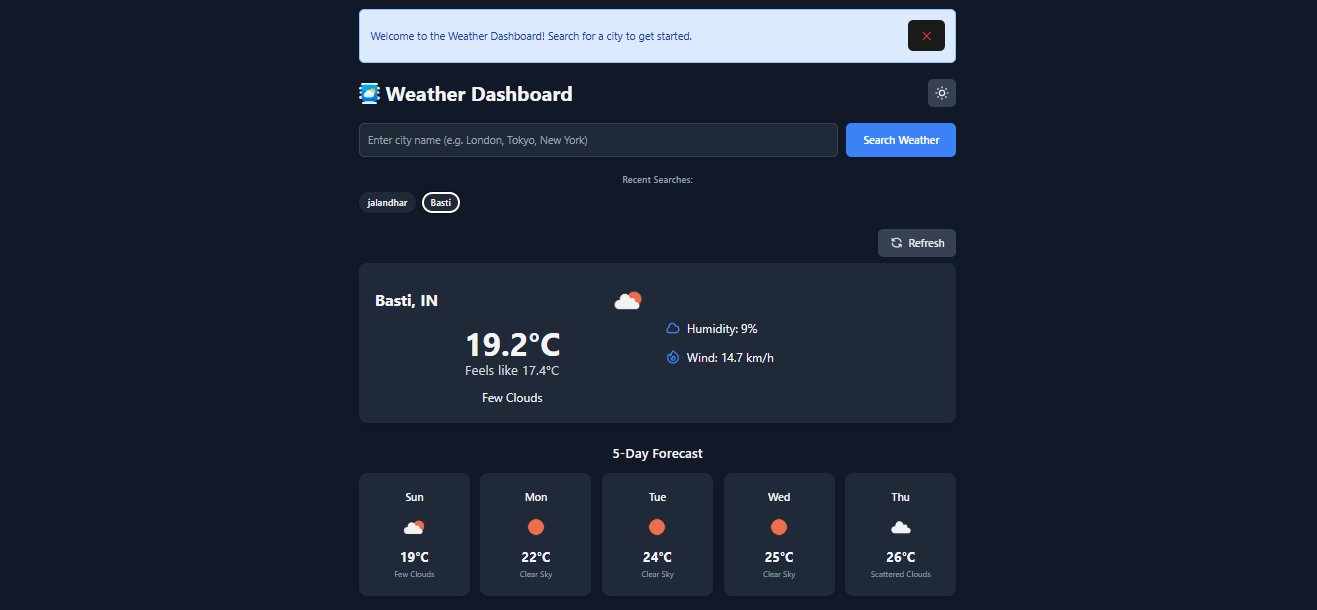 Welcome to the Weather Dashboard! Search for a city to get started.
Weather Dashboard
Enter city name (e.g. London, Tokyo, New York)
Search Weather
Recent Searches:
jalandhar
Basti
Refresh
Basti, IN
19.2°C
Feels like 17.4°C
Few Clouds
Humidity: 9%
Wind: 14.7 km/h
5-Day Forecast
Sun
19°C
Few Clouds
Mon
22°C
Clear Sky
Tue
24°C
Clear Sky
Wed
25°C
Clear Sky
Thu
26°C
Scattered Clouds